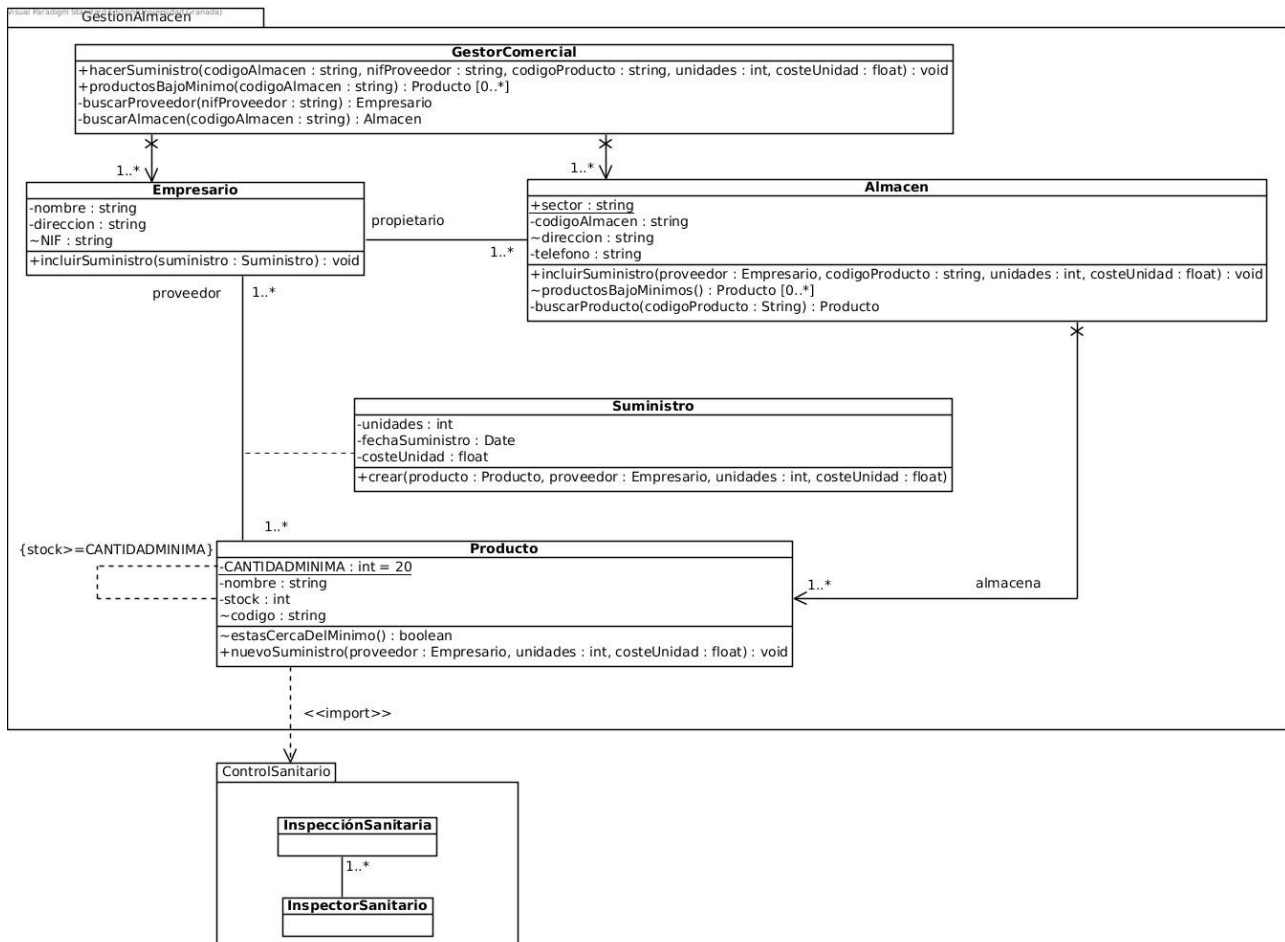 GestionAlmacen
GestorComercial
+hacerSuministro(codigoAlmacen : string, nifProveedor : string, codigoProducto : string, unidades : int, costeUnidad : float) : void
+productosBajoMinimo(codigoAlmacen : string) : Producto [0..*]
-buscarProveedor(nifProveedor : string) : Empresario
-buscarAlmacen(codigoAlmacen : string) : Almacen
1..*
1..*
Empresario
-nombre : string
-direccion : string
~NIF : string
+incluirSuministro(suministro : Suministro) : void
propietario
1..*
Almacen
+sector : string
-codigoAlmacen : string
~direccion : string
-telefono : string
+incluirSuministro(proveedor : Empresario, codigoProducto : string, unidades : int, costeUnidad : float) : void
~productosBajoMinimos() : Producto [0..*]
-buscarProducto(codigoProducto : String) : Producto
proveedor
1..*
Suministro
-unidades : int
-fechaSuministro : Date
-costeUnidad : float
+crear(producto : Producto, proveedor : Empresario, unidades : int, costeUnidad : float)
1..*
{stock>=CANTIDADMINIMA}
Producto
-CANTIDADMINIMA : int = 20
-nombre : string
-stock : int
~codigo : string
~estasCercaDelMinimo() : boolean
+nuevoSuministro(proveedor : Empresario, unidades : int, costeUnidad : float) : void
1..*
almacena
<<import>>
ControlSanitario
InspecciónSanitaria
1..*
InspectorSanitario